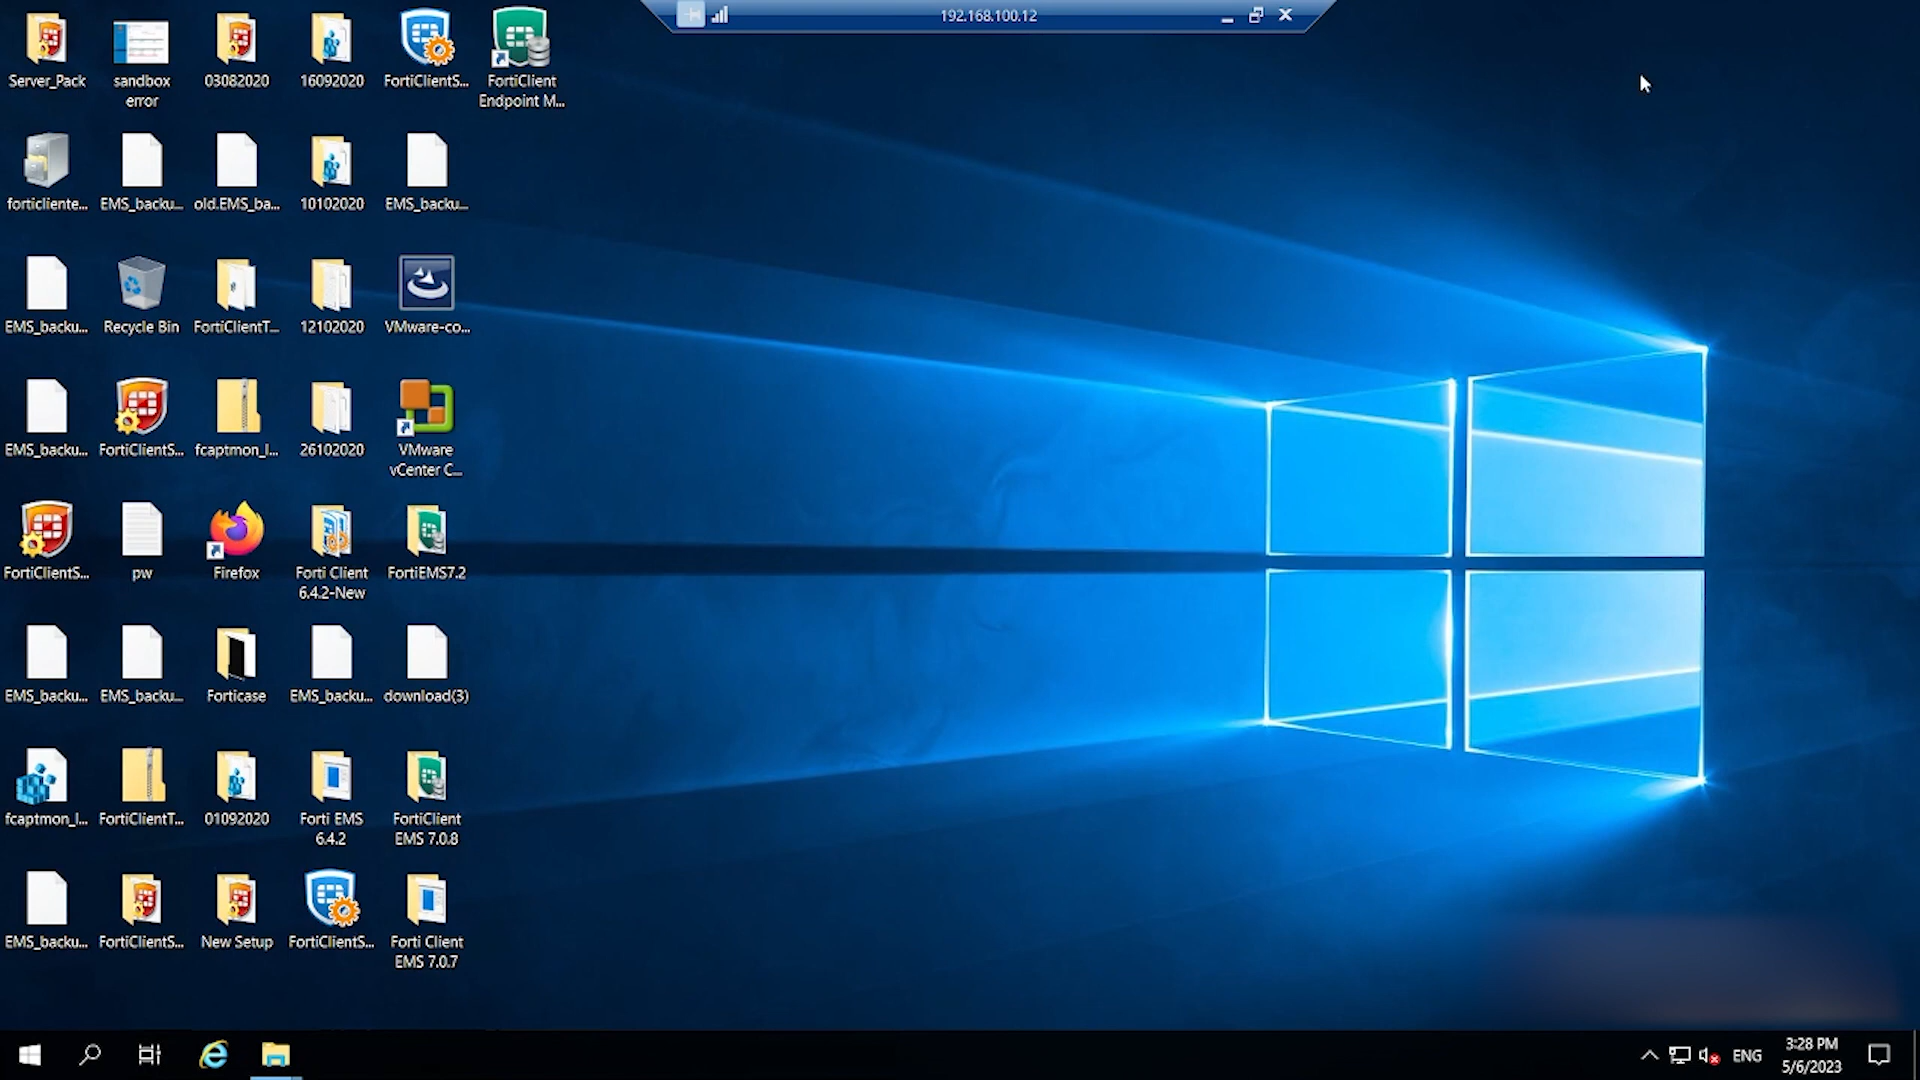 192.168.100.12
Server_Pack
sandbox
error
03082020
16092020
FortiClientS...
FortiClient
Endpoint M...
forticliente...
EMS_backu...
old.EMS_ba...
10102020
EMS_backu...
EMS_backu...
Recycle Bin
FortiClientT...
12102020
VMware-co...
EMS_backu...
FortiClientS...
fcaptmon_l...
26102020
VMware
vCenter C...
FortiClientS...
pw
Firefox
Forti Client
6.4.2-New
FortiEMS7.2
EMS_backu...
EMS_backu...
Forticase
EMS_backu...
download(3)
fcaptmon_l...
FortiClientT...
01092020
Forti EMS
6.4.2
FortiClient
EMS 7.0.8
EMS_backu...
FortiClientS...
New Setup
FortiClientS...
Forti Client
EMS 7.0.7
ENG
3:28 PM
5/6/2023